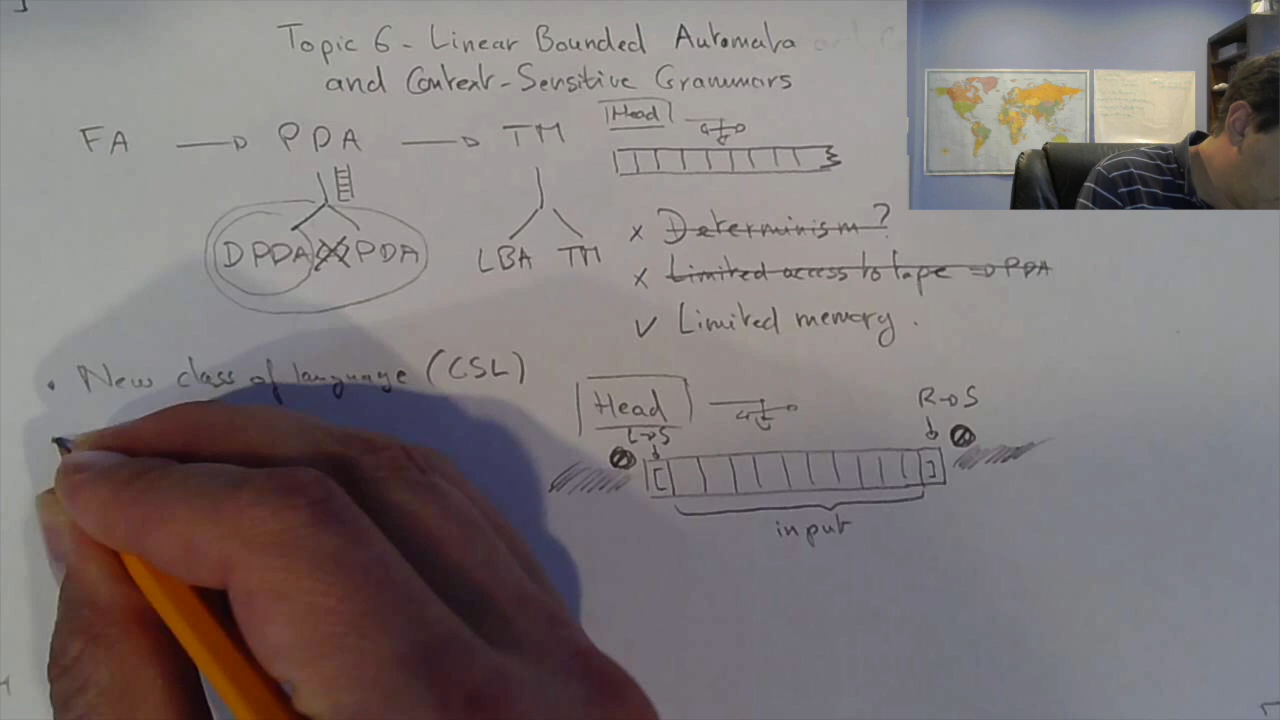 Topic 6 - Linear Bounded Automata
and Context-Sensitive Grammars
FA → PDA → TM
Head
DPDA PDA
LBA TM
× Determinism?
× Limited access to tape → PDA
✓ Limited memory.
• New class of language (CSL)
Head
L→S
R→S
[ ]
input